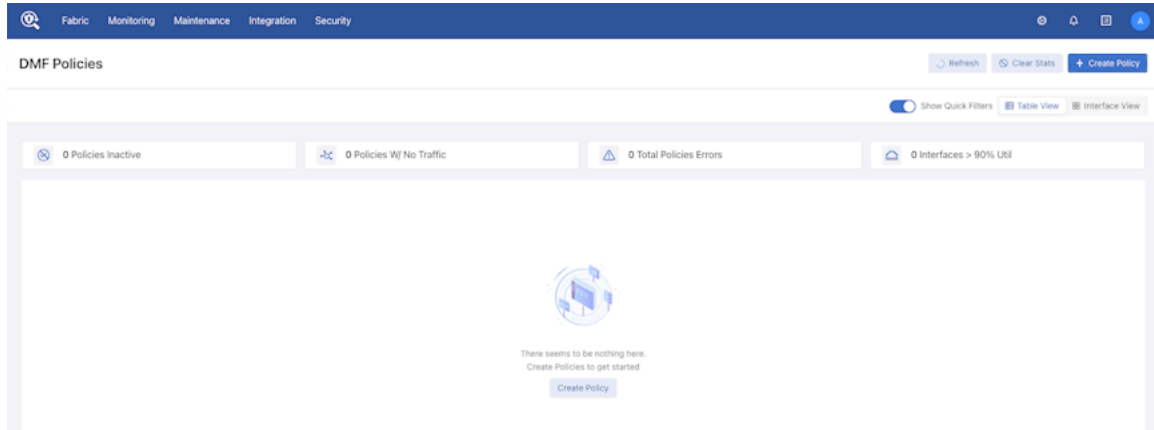 Fabric Monitoring Maintenance Integration Security A
DMF Policies
Refresh Clear Stats + Create Policy
Show Quick Filters Table View Interface View
0 Policies Inactive
0 Policies W/ No Traffic
0 Total Policies Errors
0 Interfaces > 90% Util
There seems to be nothing here.
Create Policies to get started
Create Policy